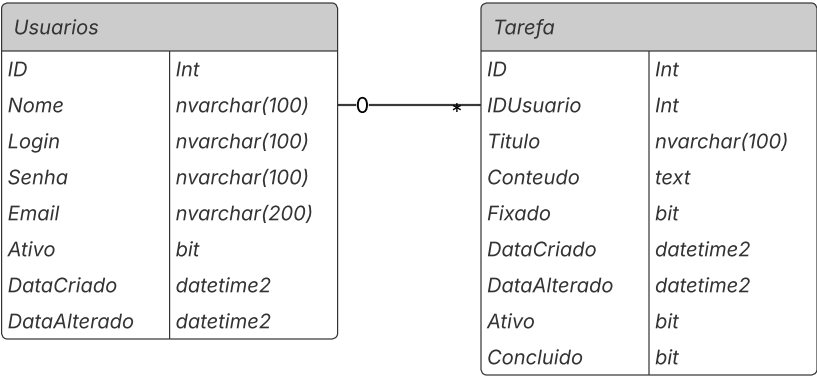 Usuarios
ID Int
Nome nvarchar(100)
Login nvarchar(100)
Senha nvarchar(100)
Email nvarchar(200)
Ativo bit
DataCriado datetime2
DataAlterado datetime2
0 *
Tarefa
ID Int
IDUsuario Int
Titulo nvarchar(100)
Conteudo text
Fixado bit
DataCriado datetime2
DataAlterado datetime2
Ativo bit
Concluido bit